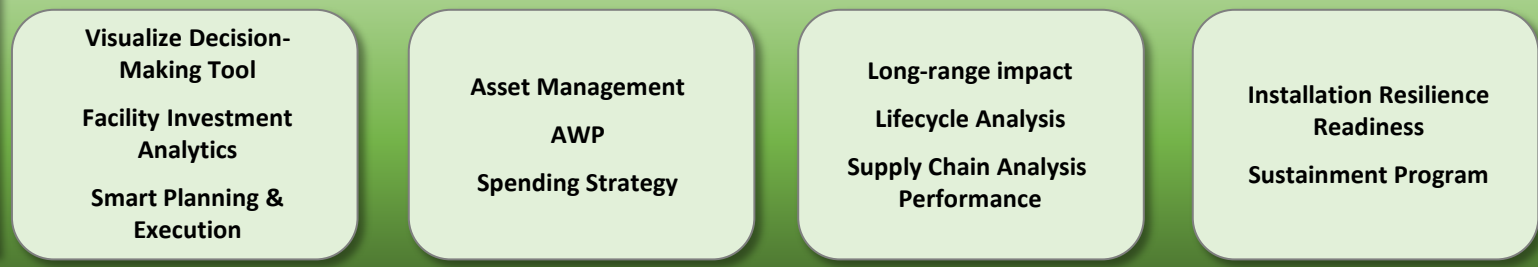 Visualize Decision-
Making Tool
Facility Investment
Analytics
Smart Planning &
Execution
Asset Management
AWP
Spending Strategy
Long-range impact
Lifecycle Analysis
Supply Chain Analysis
Performance
Installation Resilience
Readiness
Sustainment Program